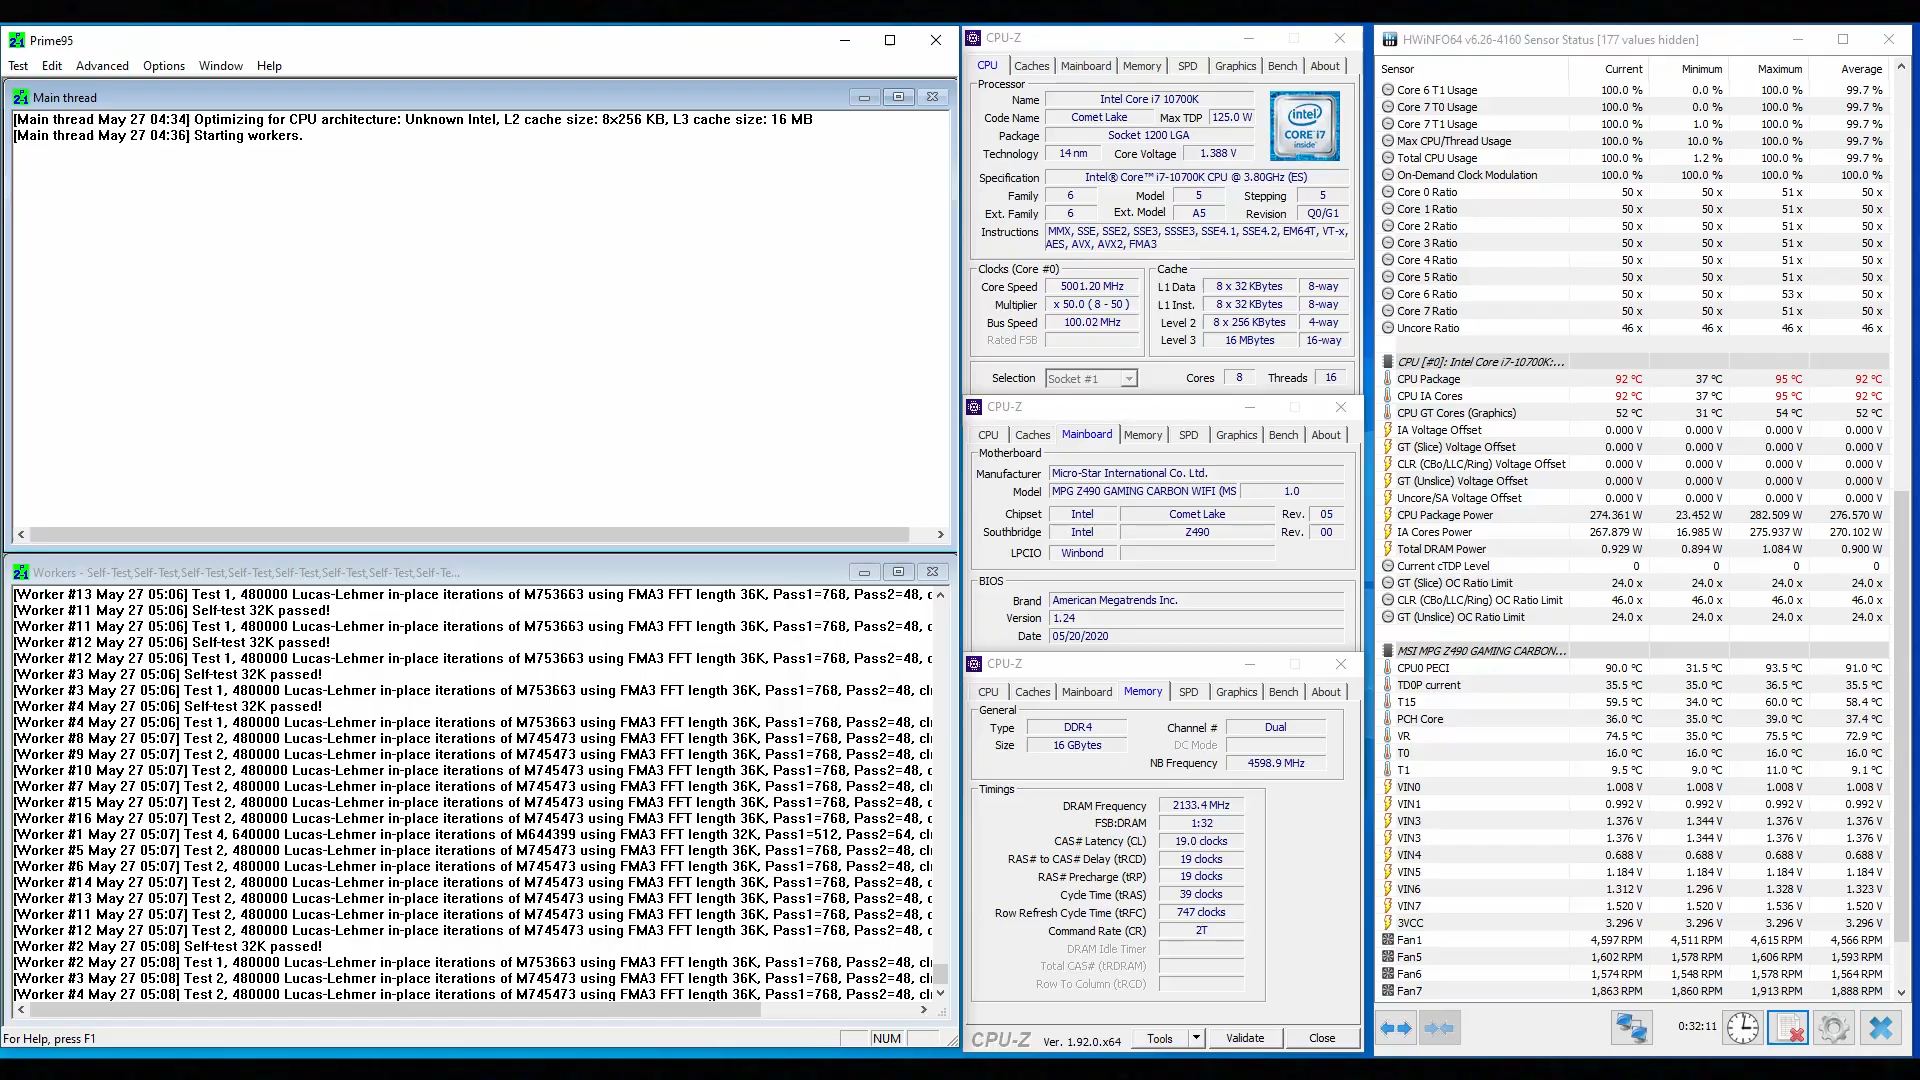 Prime95
Test Edit Advanced Options Window Help
Main thread
[Main thread May 27 04:34] Optimizing for CPU architecture: Unknown Intel, L2 cache size: 8x256 KB, L3 cache size: 16 MB
[Main thread May 27 04:36] Starting workers.
Workers - Self-Test,Self-Test,Self-Test,Self-Test,Self-Test,Self-Test,Self-Test,Self-Te...
[Worker #13 May 27 05:06] Test 1, 480000 Lucas-Lehmer in-place iterations of M753663 using FMA3 FFT length 36K, Pass1=768, Pass2=48, c
[Worker #11 May 27 05:06] Self-test 32K passed!
[Worker #11 May 27 05:06] Test 1, 480000 Lucas-Lehmer in-place iterations of M753663 using FMA3 FFT length 36K, Pass1=768, Pass2=48, c
[Worker #12 May 27 05:06] Self-test 32K passed!
[Worker #12 May 27 05:06] Test 1, 480000 Lucas-Lehmer in-place iterations of M753663 using FMA3 FFT length 36K, Pass1=768, Pass2=48, c
[Worker #3 May 27 05:06] Self-test 32K passed!
[Worker #3 May 27 05:06] Test 1, 480000 Lucas-Lehmer in-place iterations of M753663 using FMA3 FFT length 36K, Pass1=768, Pass2=48, cl
[Worker #4 May 27 05:06] Self-test 32K passed!
[Worker #4 May 27 05:06] Test 1, 480000 Lucas-Lehmer in-place iterations of M753663 using FMA3 FFT length 36K, Pass1=768, Pass2=48, cl
[Worker #8 May 27 05:07] Test 2, 480000 Lucas-Lehmer in-place iterations of M745473 using FMA3 FFT length 36K, Pass1=768, Pass2=48, cl
[Worker #9 May 27 05:07] Test 2, 480000 Lucas-Lehmer in-place iterations of M745473 using FMA3 FFT length 36K, Pass1=768, Pass2=48, cl
[Worker #10 May 27 05:07] Test 2, 480000 Lucas-Lehmer in-place iterations of M745473 using FMA3 FFT length 36K, Pass1=768, Pass2=48, c
[Worker #7 May 27 05:07] Test 2, 480000 Lucas-Lehmer in-place iterations of M745473 using FMA3 FFT length 36K, Pass1=768, Pass2=48, cl
[Worker #15 May 27 05:07] Test 2, 480000 Lucas-Lehmer in-place iterations of M745473 using FMA3 FFT length 36K, Pass1=768, Pass2=48, c
[Worker #16 May 27 05:07] Test 2, 480000 Lucas-Lehmer in-place iterations of M745473 using FMA3 FFT length 36K, Pass1=768, Pass2=48, c
[Worker #1 May 27 05:07] Test 4, 640000 Lucas-Lehmer in-place iterations of M644399 using FMA3 FFT length 32K, Pass1=512, Pass2=64, cl
[Worker #5 May 27 05:07] Test 2, 480000 Lucas-Lehmer in-place iterations of M745473 using FMA3 FFT length 36K, Pass1=768, Pass2=48, cl
[Worker #6 May 27 05:07] Test 2, 480000 Lucas-Lehmer in-place iterations of M745473 using FMA3 FFT length 36K, Pass1=768, Pass2=48, cl
[Worker #14 May 27 05:07] Test 2, 480000 Lucas-Lehmer in-place iterations of M745473 using FMA3 FFT length 36K, Pass1=768, Pass2=48, c
[Worker #13 May 27 05:07] Test 2, 480000 Lucas-Lehmer in-place iterations of M745473 using FMA3 FFT length 36K, Pass1=768, Pass2=48, c
[Worker #11 May 27 05:07] Test 2, 480000 Lucas-Lehmer in-place iterations of M745473 using FMA3 FFT length 36K, Pass1=768, Pass2=48, c
[Worker #12 May 27 05:07] Test 2, 480000 Lucas-Lehmer in-place iterations of M745473 using FMA3 FFT length 36K, Pass1=768, Pass2=48, c
[Worker #2 May 27 05:08] Self-test 32K passed!
[Worker #2 May 27 05:08] Test 1, 480000 Lucas-Lehmer in-place iterations of M753663 using FMA3 FFT length 36K, Pass1=768, Pass2=48, cl
[Worker #3 May 27 05:08] Test 2, 480000 Lucas-Lehmer in-place iterations of M745473 using FMA3 FFT length 36K, Pass1=768, Pass2=48, cl
[Worker #4 May 27 05:08] Test 2, 480000 Lucas-Lehmer in-place iterations of M745473 using FMA3 FFT length 36K, Pass1=768, Pass2=48, cl
For Help, press F1
NUM
CPU-Z
CPU Caches Mainboard Memory SPD Graphics Bench About
Processor
Name Intel Core i7 10700K
Code Name Comet Lake Max TDP 125.0 W
Package Socket 1200 LGA
Technology 14 nm Core Voltage 1.388 V
intel CORE i7 inside
Specification Intel® Core™ i7-10700K CPU @ 3.80GHz (ES)
Family 6 Model 5 Stepping 5
Ext. Family 6 Ext. Model A5 Revision Q0/G1
Instructions MMX, SSE, SSE2, SSE3, SSSE3, SSE4.1, SSE4.2, EM64T, VT-x,
AES, AVX, AVX2, FMA3
Clocks (Core #0)
Core Speed 5001.20 MHz
Multiplier x 50.0 ( 8 - 50 )
Bus Speed 100.02 MHz
Rated FSB
Cache
L1 Data 8 x 32 KBytes 8-way
L1 Inst. 8 x 32 KBytes 8-way
Level 2 8 x 256 KBytes 4-way
Level 3 16 MBytes 16-way
Selection Socket #1 Cores 8 Threads 16
CPU-Z
CPU Caches Mainboard Memory SPD Graphics Bench About
Motherboard
Manufacturer Micro-Star International Co. Ltd.
Model MPG Z490 GAMING CARBON WIFI (MS 1.0
Chipset Intel Comet Lake Rev. 05
Southbridge Intel Z490 Rev. 00
LPCIO Winbond
BIOS
Brand American Megatrends Inc.
Version 1.24
Date 05/20/2020
CPU-Z
CPU Caches Mainboard Memory SPD Graphics Bench About
General
Type DDR4 Channel # Dual
Size 16 GBytes DC Mode
NB Frequency 4598.9 MHz
Timings
DRAM Frequency 2133.4 MHz
FSB:DRAM 1:32
CAS# Latency (CL) 19.0 clocks
RAS# to CAS# Delay (tRCD) 19 clocks
RAS# Precharge (tRP) 19 clocks
Cycle Time (tRAS) 39 clocks
Row Refresh Cycle Time (tRFC) 747 clocks
Command Rate (CR) 2T
DRAM Idle Timer
Total CAS# (tRDRAM)
Row To Column (tRCD)
CPU-Z Ver. 1.92.0.x64 Tools Validate Close
HWiNFO64 v6.26-4160 Sensor Status [177 values hidden]
Sensor Current Minimum Maximum Average
Core 6 T1 Usage 100.0 % 0.0 % 100.0 % 99.7 %
Core 7 T0 Usage 100.0 % 0.0 % 100.0 % 99.7 %
Core 7 T1 Usage 100.0 % 1.0 % 100.0 % 99.7 %
Max CPU/Thread Usage 100.0 % 10.0 % 100.0 % 99.7 %
Total CPU Usage 100.0 % 1.2 % 100.0 % 99.7 %
On-Demand Clock Modulation 100.0 % 100.0 % 100.0 % 100.0 %
Core 0 Ratio 50 x 50 x 51 x 50 x
Core 1 Ratio 50 x 50 x 51 x 50 x
Core 2 Ratio 50 x 50 x 51 x 50 x
Core 3 Ratio 50 x 50 x 51 x 50 x
Core 4 Ratio 50 x 50 x 51 x 50 x
Core 5 Ratio 50 x 50 x 51 x 50 x
Core 6 Ratio 50 x 50 x 53 x 50 x
Core 7 Ratio 50 x 50 x 51 x 50 x
Uncore Ratio 46 x 46 x 46 x 46 x
CPU [#0]: Intel Core i7-10700K:...
CPU Package 92 °C 37 °C 95 °C 92 °C
CPU IA Cores 92 °C 37 °C 95 °C 92 °C
CPU GT Cores (Graphics) 52 °C 31 °C 54 °C 52 °C
IA Voltage Offset 0.000 V 0.000 V 0.000 V 0.000 V
GT (Slice) Voltage Offset 0.000 V 0.000 V 0.000 V 0.000 V
CLR (CBo/LLC/Ring) Voltage Offset 0.000 V 0.000 V 0.000 V 0.000 V
GT (Unslice) Voltage Offset 0.000 V 0.000 V 0.000 V 0.000 V
Uncore/SA Voltage Offset 0.000 V 0.000 V 0.000 V 0.000 V
CPU Package Power 274.361 W 23.452 W 282.509 W 276.570 W
IA Cores Power 267.879 W 16.985 W 275.937 W 270.102 W
Total DRAM Power 0.929 W 0.894 W 1.084 W 0.900 W
Current cTDP Level 0 0 0 0
GT (Slice) OC Ratio Limit 24.0 x 24.0 x 24.0 x 24.0 x
CLR (CBo/LLC/Ring) OC Ratio Limit 46.0 x 46.0 x 46.0 x 46.0 x
GT (Unslice) OC Ratio Limit 24.0 x 24.0 x 24.0 x 24.0 x
MSI MPG Z490 GAMING CARBON...
CPU0 PECI 90.0 °C 31.5 °C 93.5 °C 91.0 °C
TD0P current 35.5 °C 35.0 °C 36.5 °C 35.5 °C
T15 59.5 °C 34.0 °C 60.0 °C 58.4 °C
PCH Core 36.0 °C 35.0 °C 39.0 °C 37.4 °C
VR 74.5 °C 35.0 °C 75.5 °C 72.9 °C
T0 16.0 °C 16.0 °C 16.0 °C 16.0 °C
T1 9.5 °C 9.0 °C 11.0 °C 9.1 °C
VIN0 1.008 V 1.008 V 1.008 V 1.008 V
VIN1 0.992 V 0.992 V 0.992 V 0.992 V
VIN3 1.376 V 1.344 V 1.376 V 1.376 V
VIN3 1.376 V 1.344 V 1.376 V 1.376 V
VIN4 0.688 V 0.688 V 0.688 V 0.688 V
VIN5 1.184 V 1.184 V 1.184 V 1.184 V
VIN6 1.312 V 1.296 V 1.328 V 1.323 V
VIN7 1.520 V 1.520 V 1.536 V 1.520 V
3VCC 3.296 V 3.296 V 3.296 V 3.296 V
Fan1 4,597 RPM 4,511 RPM 4,615 RPM 4,566 RPM
Fan5 1,602 RPM 1,578 RPM 1,606 RPM 1,593 RPM
Fan6 1,574 RPM 1,548 RPM 1,578 RPM 1,564 RPM
Fan7 1,863 RPM 1,860 RPM 1,913 RPM 1,888 RPM
0:32:11